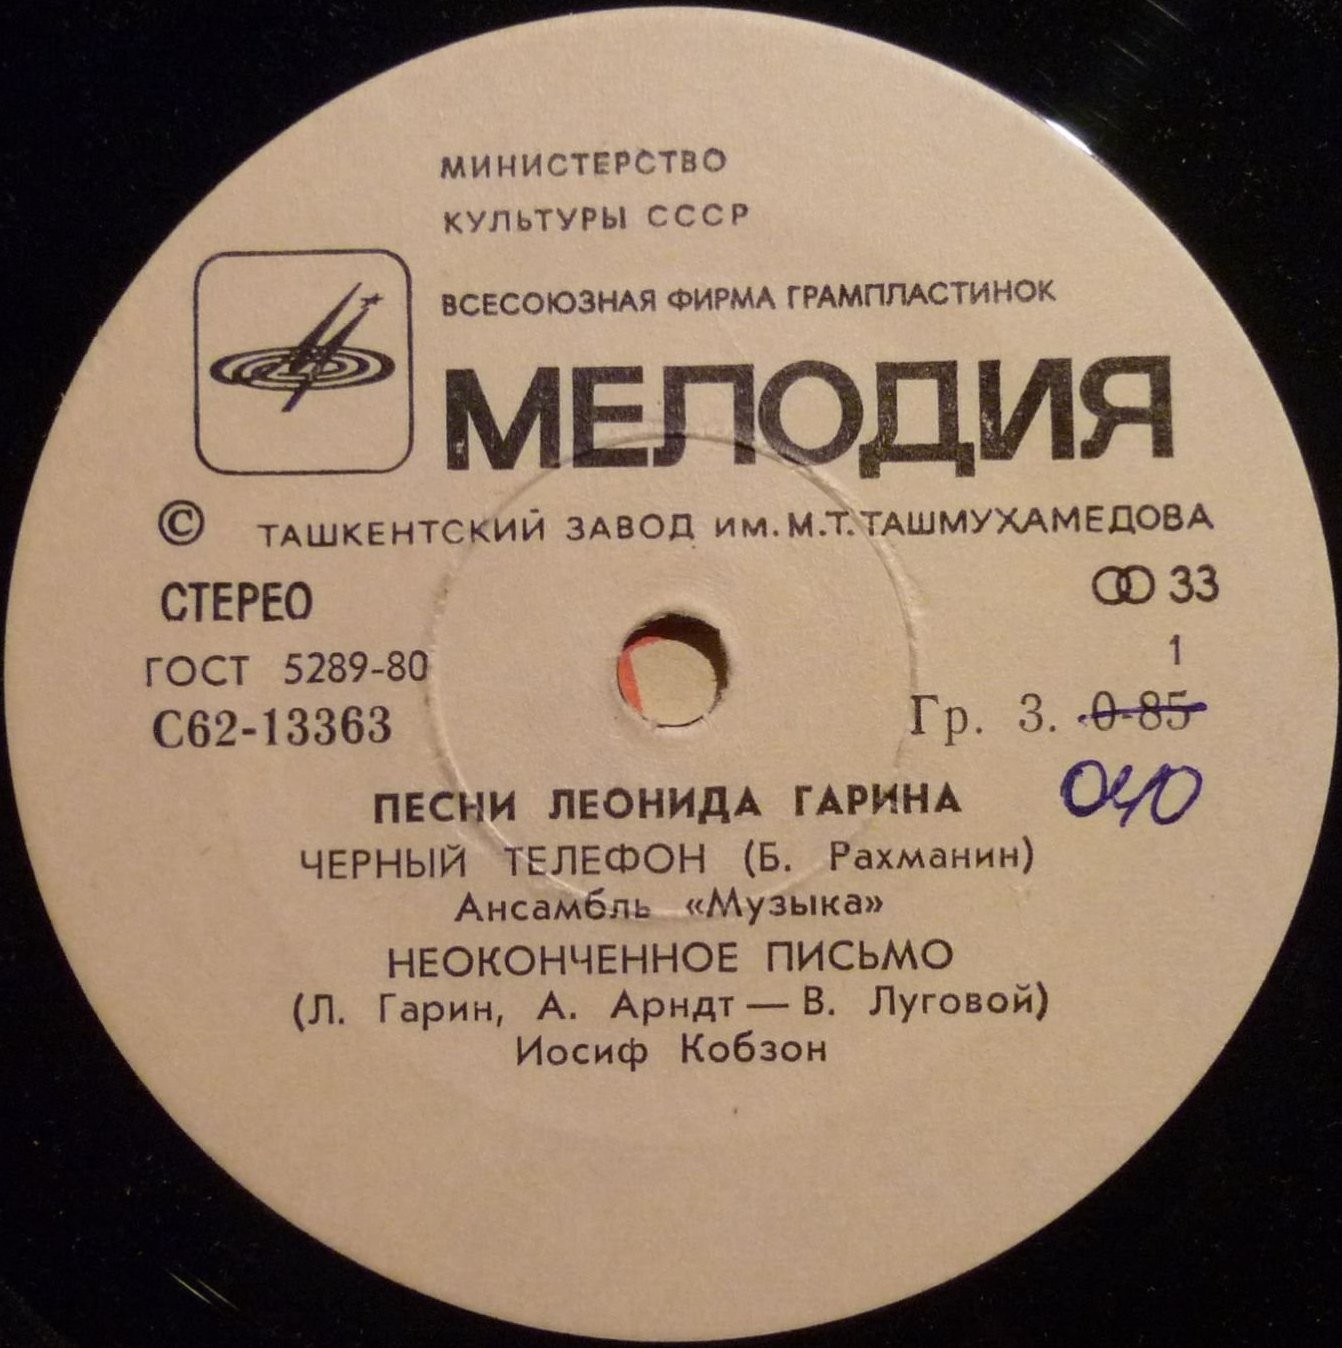 МИНИСТЕРСТВО
КУЛЬТУРЫ СССР
ВСЕСОЮЗНАЯ ФИРМА ГРАМПЛАСТИНОК
МЕЛОДИЯ
© ТАШКЕНТСКИЙ ЗАВОД ИМ. М.Т. ТАШМУХАМЕДОВА
СТЕРЕО 33
ГОСТ 5289-80 1
С62-13363 Гр. 3. 0-85
040
ПЕСНИ ЛЕОНИДА ГАРИНА
ЧЕРНЫЙ ТЕЛЕФОН (Б. Рахманин)
Ансамбль «Музыка»
НЕОКОНЧЕННОЕ ПИСЬМО
(Л. Гарин, А. Арндт — В. Луговой)
Иосиф Кобзон